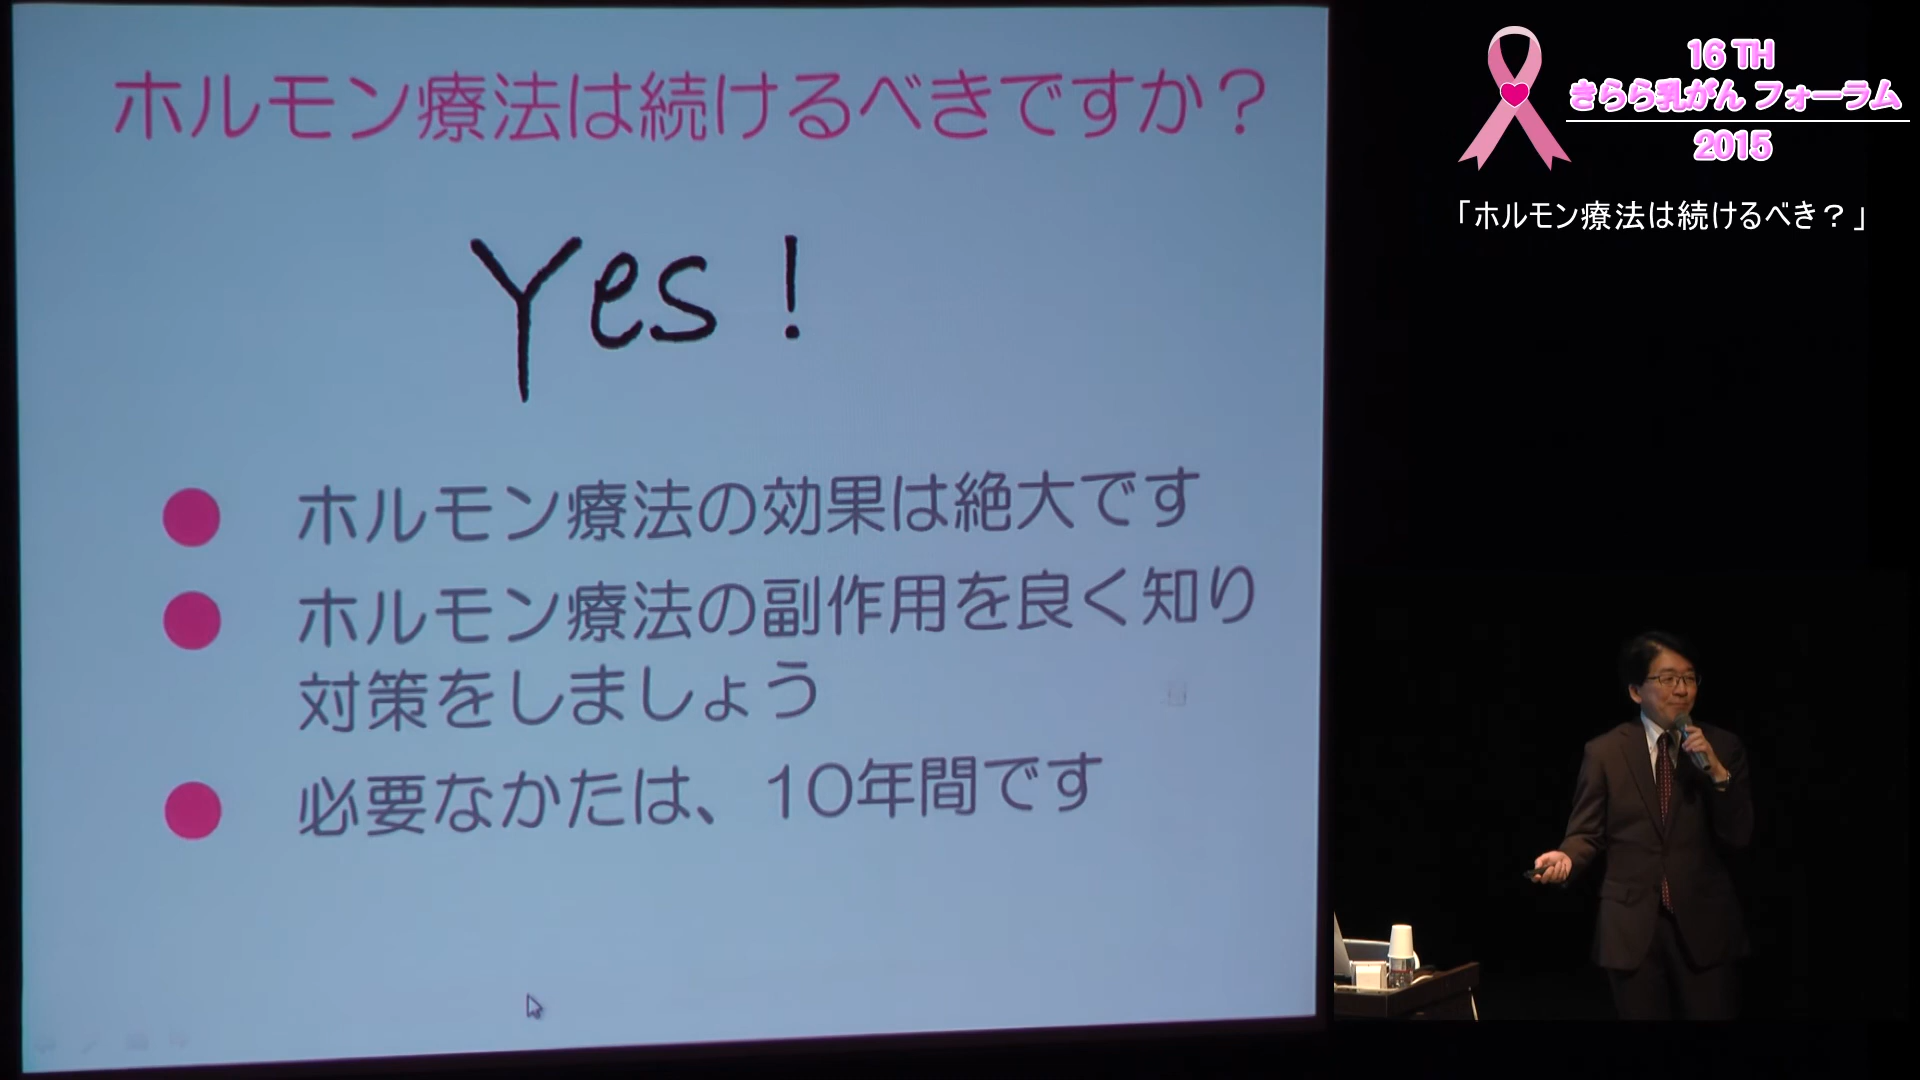 ホルモン療法は続けるべきですか？
Yes！
● ホルモン療法の効果は絶大です
● ホルモン療法の副作用を良く知り
対策をしましょう
● 必要なかたは、10年間です
16 TH
きらら乳がん フォーラム
2015
「ホルモン療法は続けるべき？」